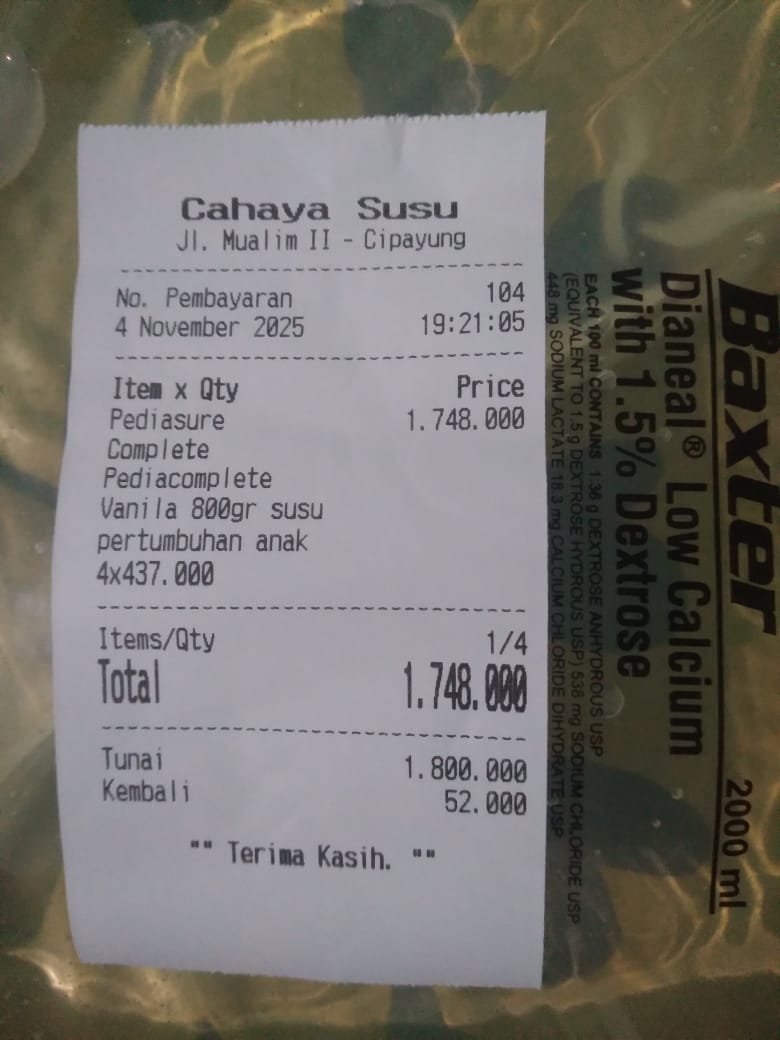 Cahaya Susu
Jl. Mualim II - Cipayung
No. Pembayaran 104
4 November 2025 19:21:05
Item x Qty Price
Pediasure 1.748.000
Complete
Pediacomplete
Vanila 800gr susu
pertumbuhan anak
4x437.000
Items/Qty 1/4
Total 1.748.000
Tunai 1.800.000
Kembali 52.000
"" Terima Kasih. ""
Baxter 2000 ml
Dianeal® Low Calcium
with 1.5% Dextrose
EACH 100 ml CONTAINS 1.36 g DEXTROSE ANHYDROUS USP
(EQUIVALENT TO 1.5 g DEXTROSE HYDROUS USP) 538 mg SODIUM CHLORIDE USP
448 mg SODIUM LACTATE 18.3 mg CALCIUM CHLORIDE DIHYDRATE USP